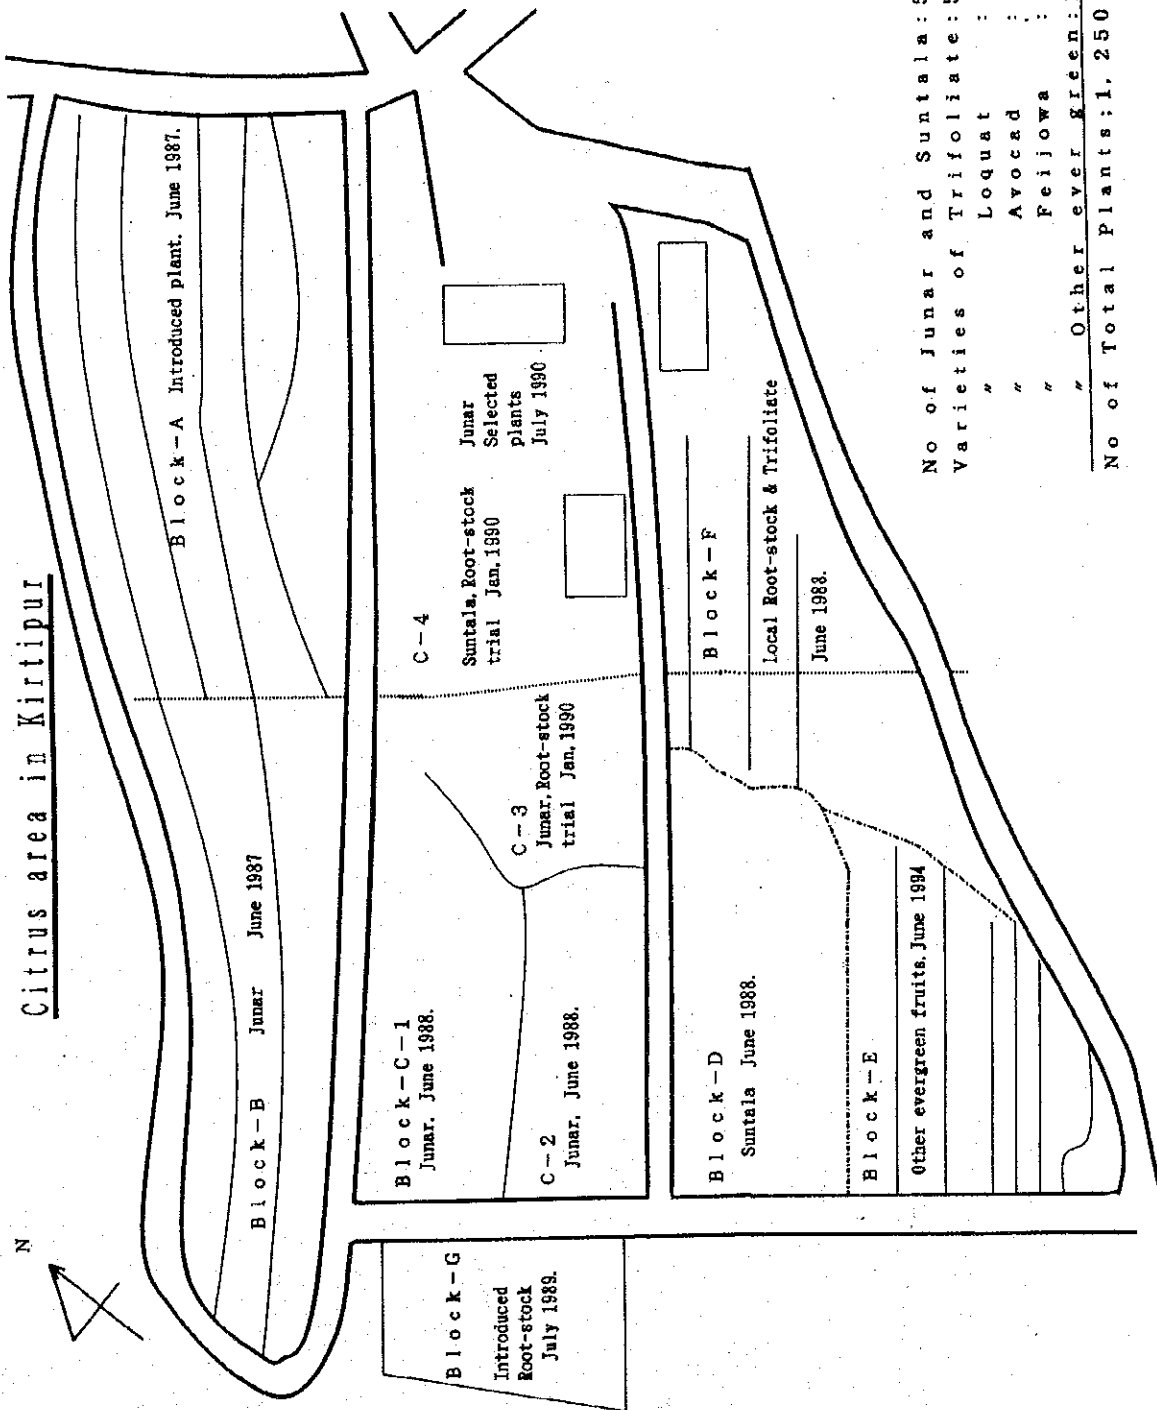 Citrus area in Kirtipur
N
Block-A Introduced plant. June 1987.
Block-B Junar June 1987
Block-C-1
Junar. June 1988.
C-2
Junar. June 1988.
C-3
Junar, Root-stock
trial Jan, 1990
C-4
Suntala, Root-stock
trial Jan, 1990
Junar
Selected
plants
July 1990
Block-D
Suntala June 1988.
Block-E
Other evergreen fruits. June 1994
Block-F
Local Root-stock & Trifoliate
June 1988.
Block-G
Introduced
Root-stock
July 1989.
No of Junar and Suntala:
Varieties of Trifoliate:
〃 Loquat :
〃 Avocad :
〃 Feijowa :
〃 Other ever green:
No of Total Plants:1, 250